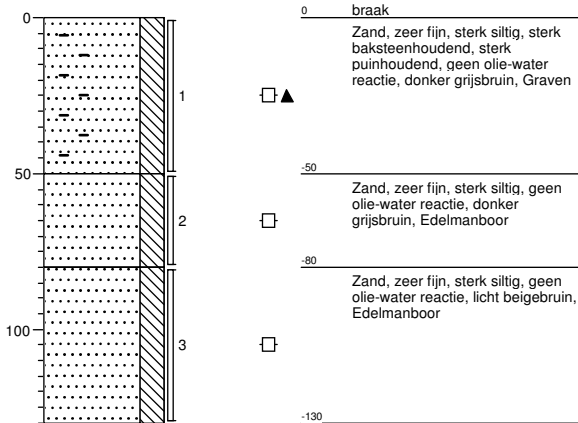 0
0
braak
Zand, zeer fijn, sterk siltig, sterk
baksteenhoudend, sterk
puinhoudend, geen olie-water
reactie, donker grijsbruin, Graven
1
50
-50
Zand, zeer fijn, sterk siltig, geen
olie-water reactie, donker
grijsbruin, Edelmanboor
2
-80
Zand, zeer fijn, sterk siltig, geen
olie-water reactie, licht beigebruin,
Edelmanboor
100
3
-130